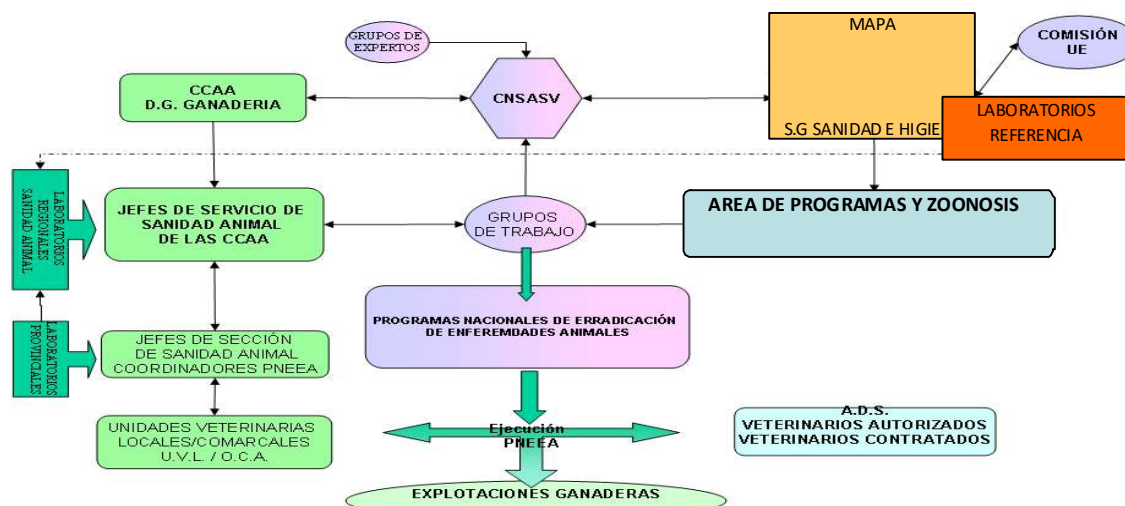 GRUPOS DE
EXPERTOS
MAPA
COMISIÓN
UE
CCAA
D.G. GANADERIA
CNSASV
S.G SANIDAD E HIGIE
LABORATORIOS
REFERENCIA
LABORATORIOS
REGIONALES
SANIDAD ANIMAL
JEFES DE SERVICIO DE
SANIDAD ANIMAL
DE LAS CCAA
GRUPOS
DE TRABAJO
AREA DE PROGRAMAS Y ZOONOSIS
PROGRAMAS NACIONALES DE ERRADICACIÓN
DE ENFEREMDADES ANIMALES
LABORATORIOS
PROVINCIALES
JEFES DE SECCIÓN
DE SANIDAD ANIMAL
COORDINADORES PNEEA
UNIDADES VETERINARIAS
LOCALES/COMARCALES
U.V.L. / O.C.A.
Ejecución
PNEEA
A.D.S.
VETERINARIOS AUTORIZADOS
VETERINARIOS CONTRATADOS
EXPLOTACIONES GANADERAS